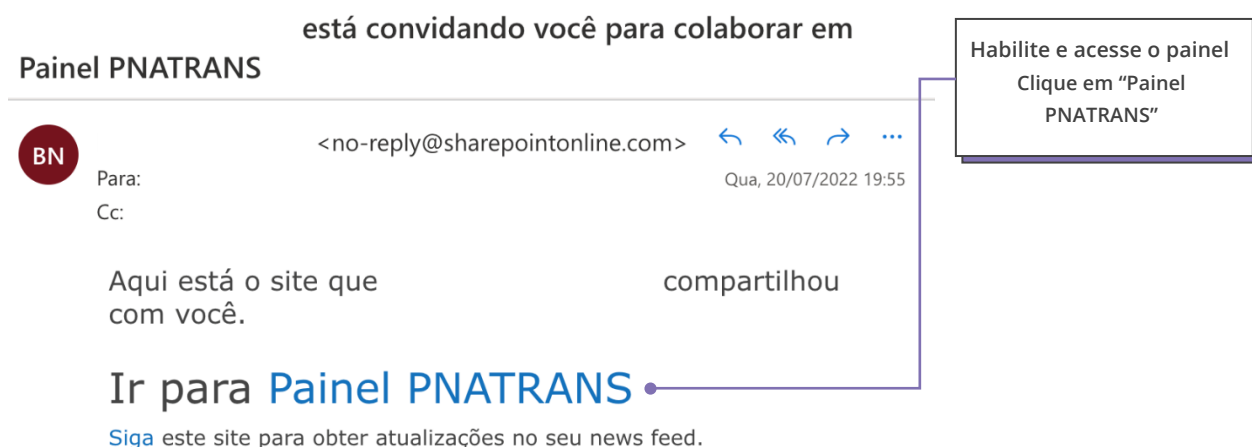 está convidando você para colaborar em
Painel PNATRANS
BN
<no-reply@sharepointonline.com>
Para:
Qua, 20/07/2022 19:55
Cc:
Aqui está o site que compartilhou
com você.
Ir para Painel PNATRANS
Siga este site para obter atualizações no seu news feed.
Habilite e acesse o painel
Clique em “Painel
PNATRANS”